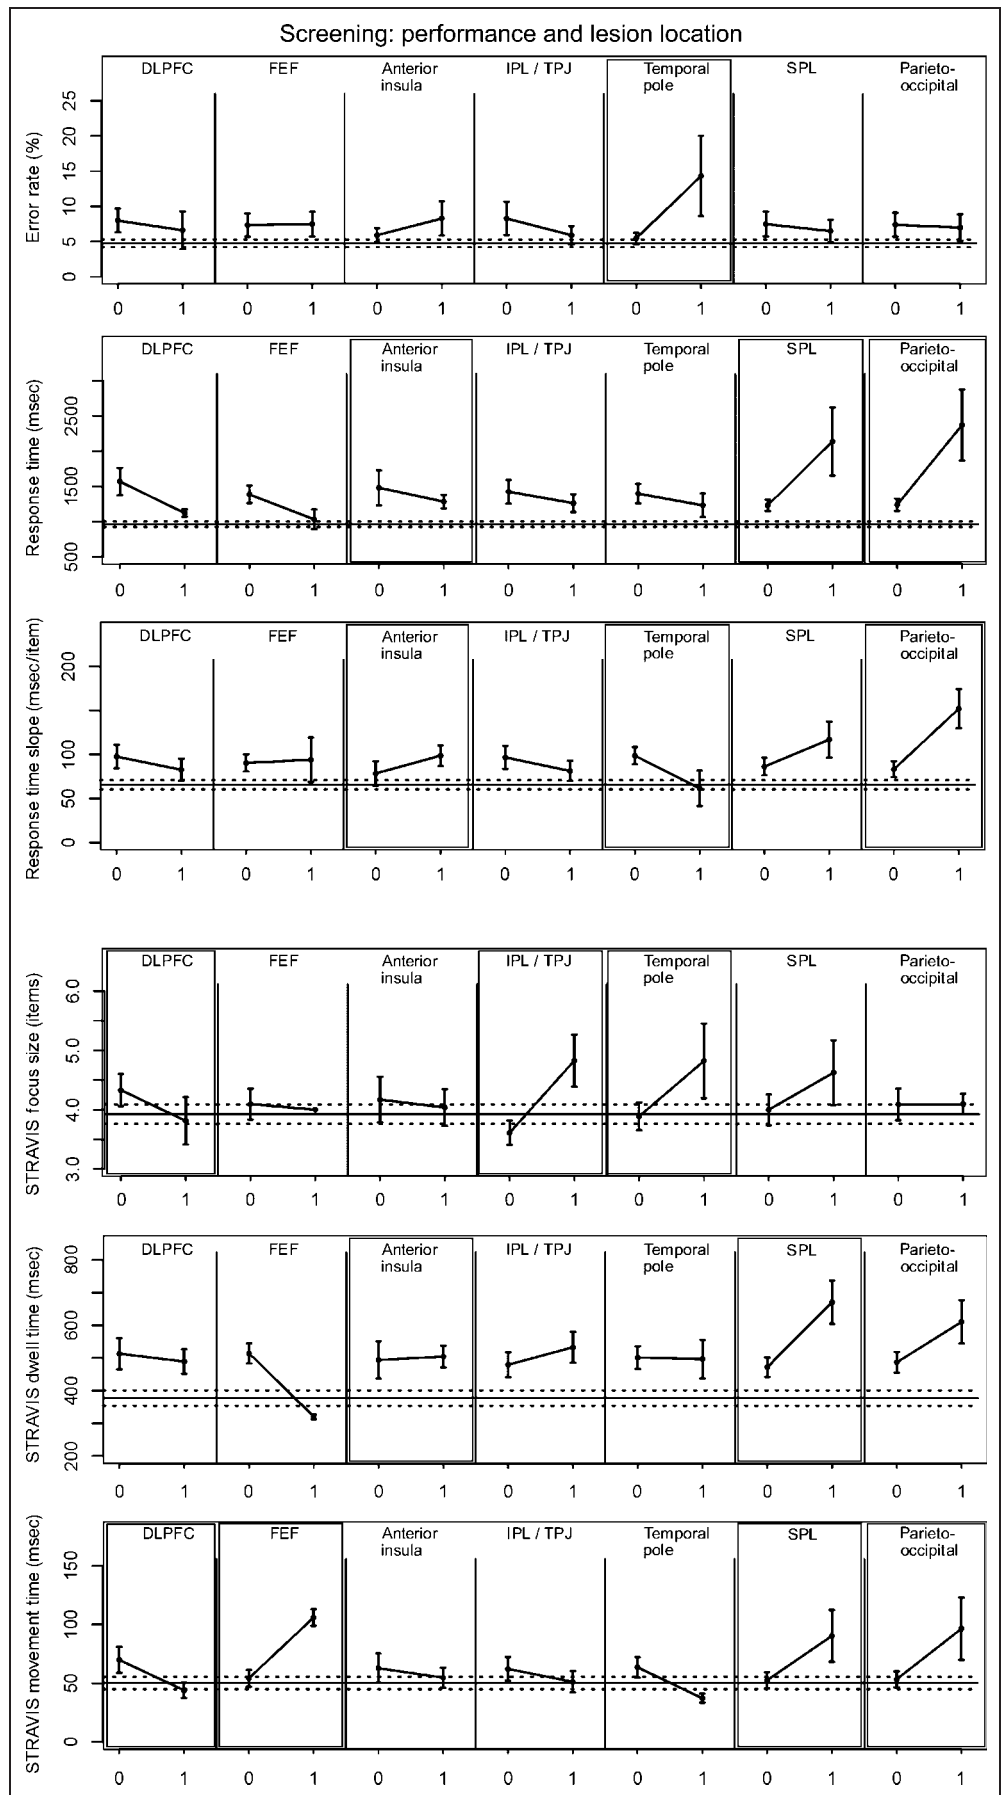 Screening: performance and lesion location
DLPFC FEF Anterior insula IPL / TPJ Temporal pole SPL Parieto-occipital
Error rate (%)
25
20
15
10
5
0
0 1 0 1 0 1 0 1 0 1 0 1 0 1
DLPFC FEF Anterior insula IPL / TPJ Temporal pole SPL Parieto-occipital
Response time (msec)
2500
1500
500
0 1 0 1 0 1 0 1 0 1 0 1 0 1
DLPFC FEF Anterior insula IPL / TPJ Temporal pole SPL Parieto-occipital
Response time slope (msec/item)
200
100
50
0
0 1 0 1 0 1 0 1 0 1 0 1 0 1
DLPFC FEF Anterior insula IPL / TPJ Temporal pole SPL Parieto-occipital
STRAVIS focus size (items)
6.0
5.0
4.0
3.0
0 1 0 1 0 1 0 1 0 1 0 1 0 1
DLPFC FEF Anterior insula IPL / TPJ Temporal pole SPL Parieto-occipital
STRAVIS dwell time (msec)
800
600
400
200
0 1 0 1 0 1 0 1 0 1 0 1 0 1
DLPFC FEF Anterior insula IPL / TPJ Temporal pole SPL Parieto-occipital
STRAVIS movement time (msec)
150
100
50
0
0 1 0 1 0 1 0 1 0 1 0 1 0 1